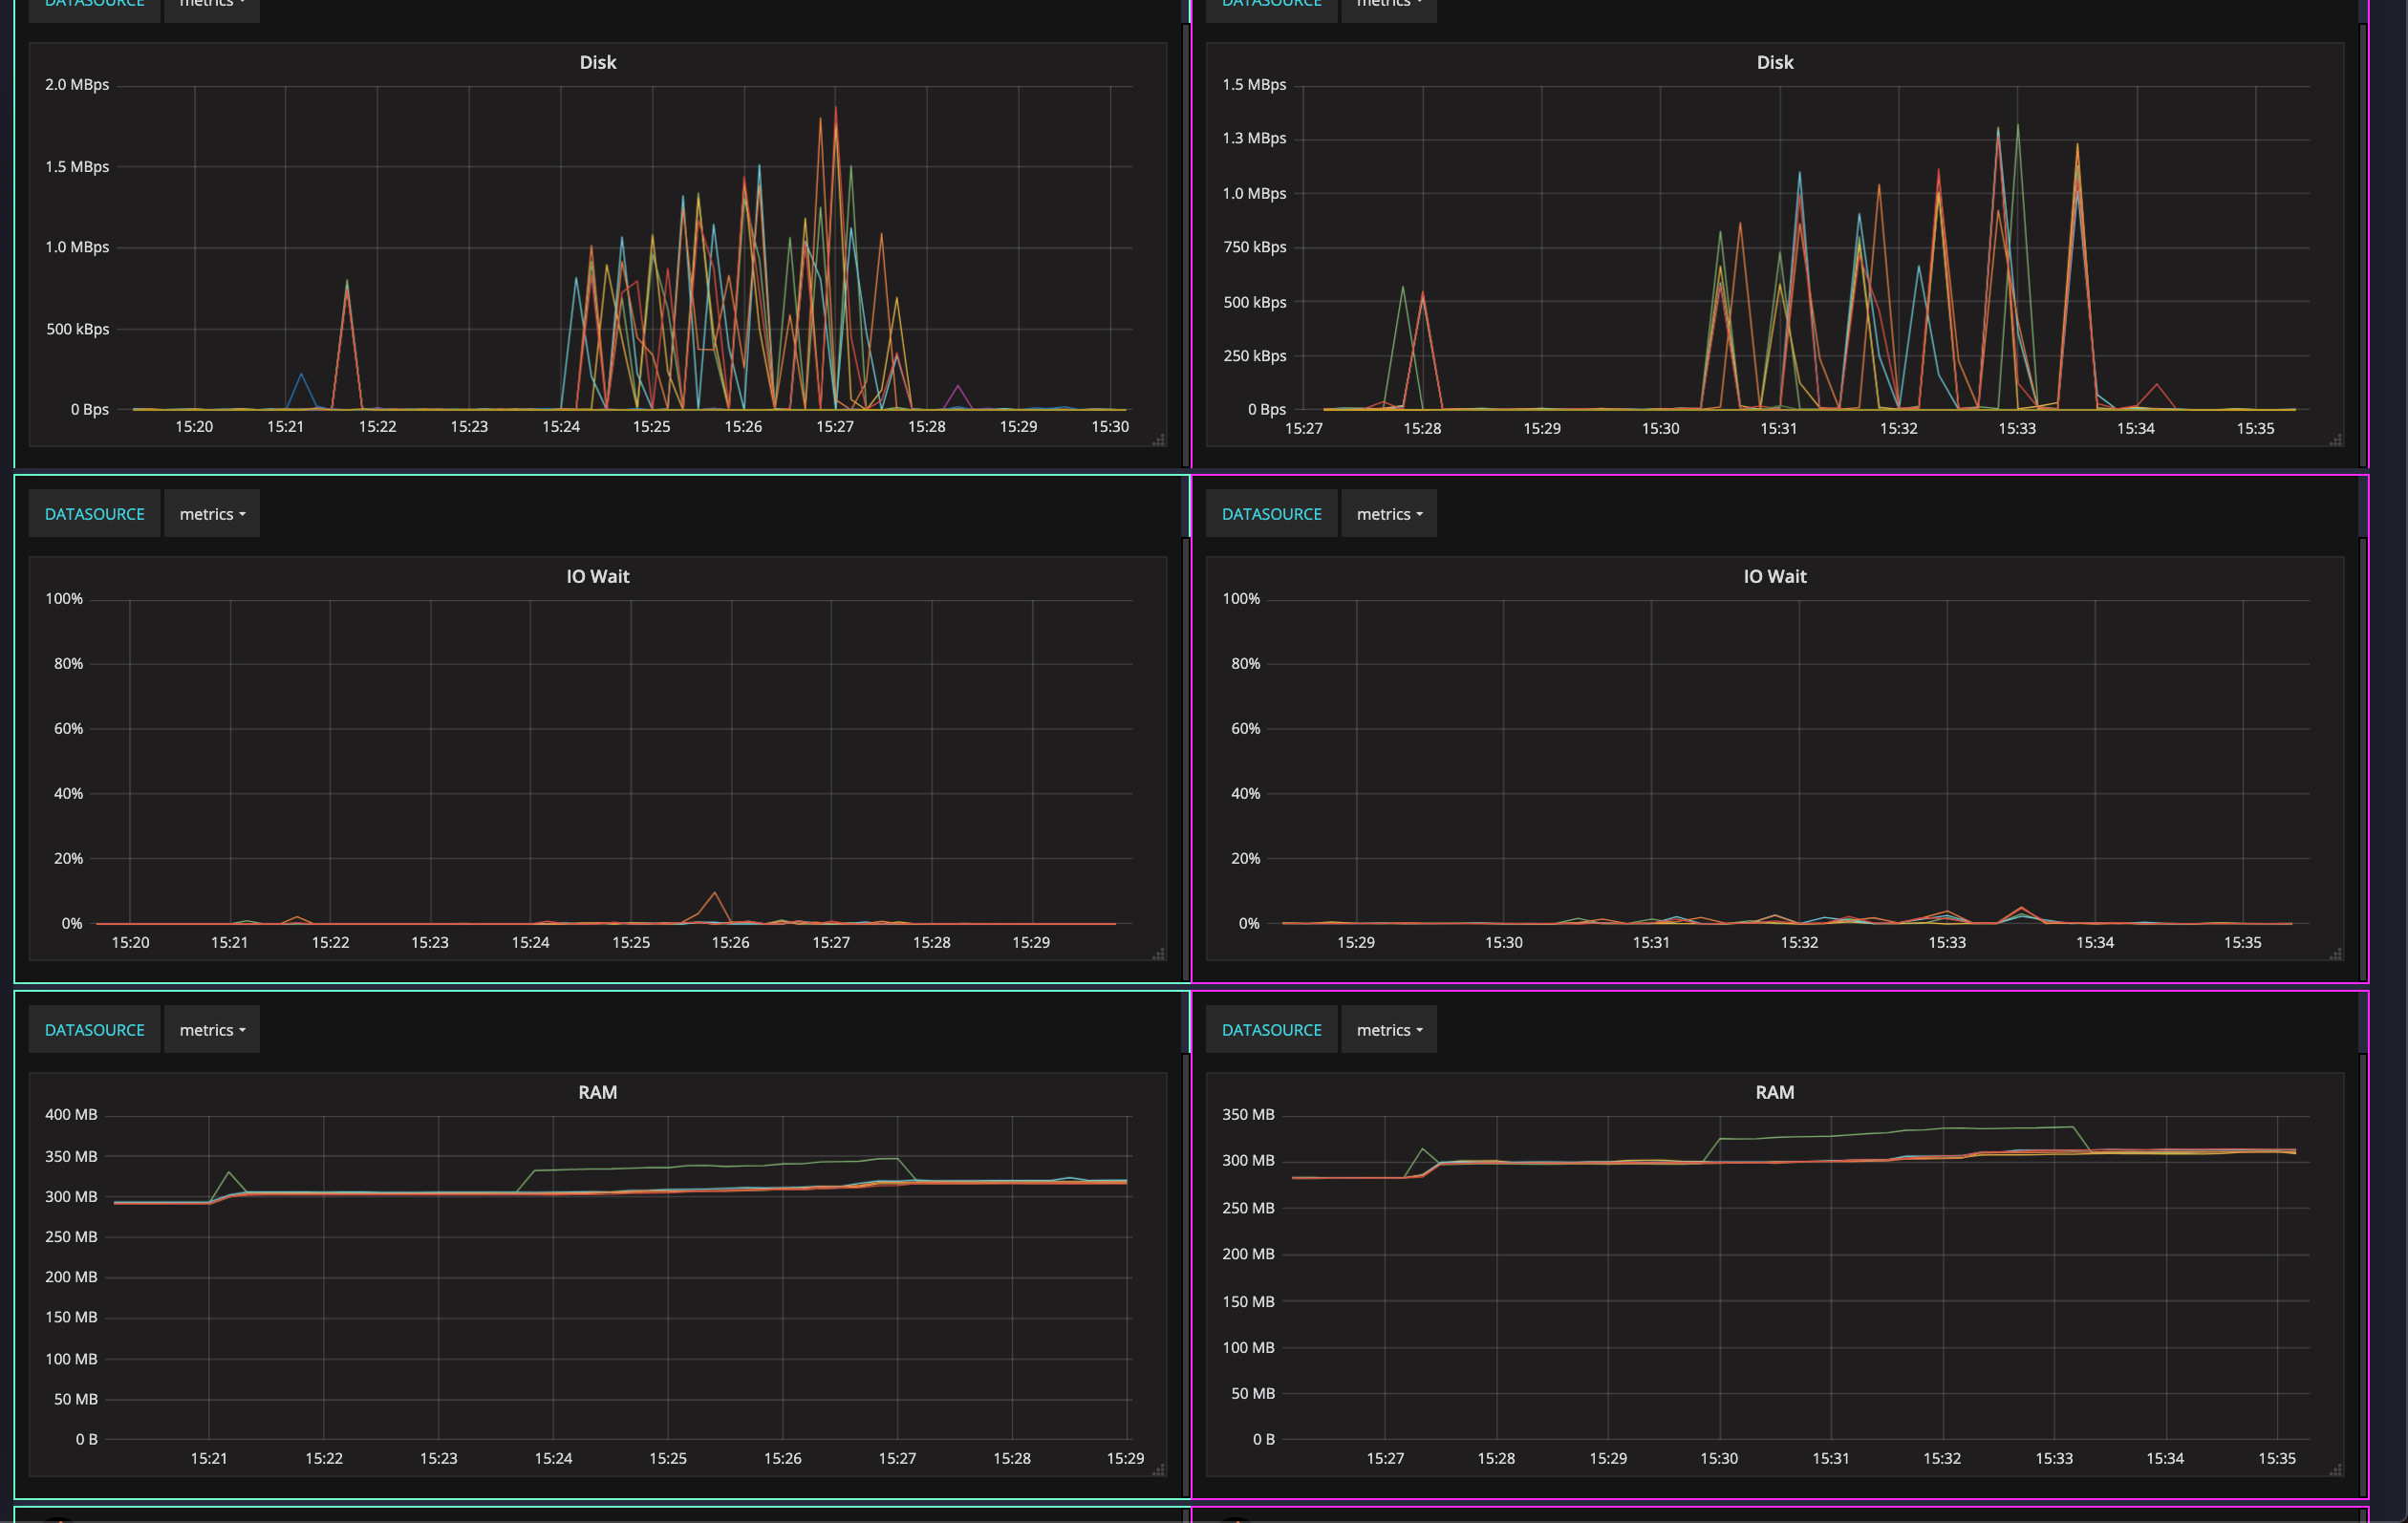 DATASOURCE metrics
DATASOURCE metrics
Disk
2.0 MBps
1.5 MBps
1.0 MBps
500 kBps
0 Bps
15:20 15:21 15:22 15:23 15:24 15:25 15:26 15:27 15:28 15:29 15:30
Disk
1.5 MBps
1.3 MBps
1.0 MBps
750 kBps
500 kBps
250 kBps
0 Bps
15:27 15:28 15:29 15:30 15:31 15:32 15:33 15:34 15:35
DATASOURCE metrics
DATASOURCE metrics
IO Wait
100%
80%
60%
40%
20%
0%
15:20 15:21 15:22 15:23 15:24 15:25 15:26 15:27 15:28 15:29
IO Wait
100%
80%
60%
40%
20%
0%
15:29 15:30 15:31 15:32 15:33 15:34 15:35
DATASOURCE metrics
DATASOURCE metrics
RAM
400 MB
350 MB
300 MB
250 MB
200 MB
150 MB
100 MB
50 MB
0 B
15:21 15:22 15:23 15:24 15:25 15:26 15:27 15:28 15:29
RAM
350 MB
300 MB
250 MB
200 MB
150 MB
100 MB
50 MB
0 B
15:27 15:28 15:29 15:30 15:31 15:32 15:33 15:34 15:35